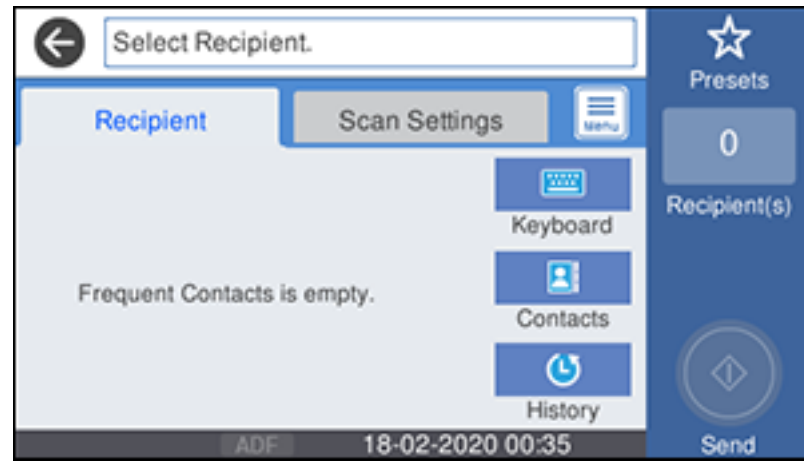 Select Recipient.
Presets
Recipient
Scan Settings
Menu
0
Recipient(s)
Keyboard
Frequent Contacts is empty.
Contacts
History
ADF
18-02-2020 00:35
Send